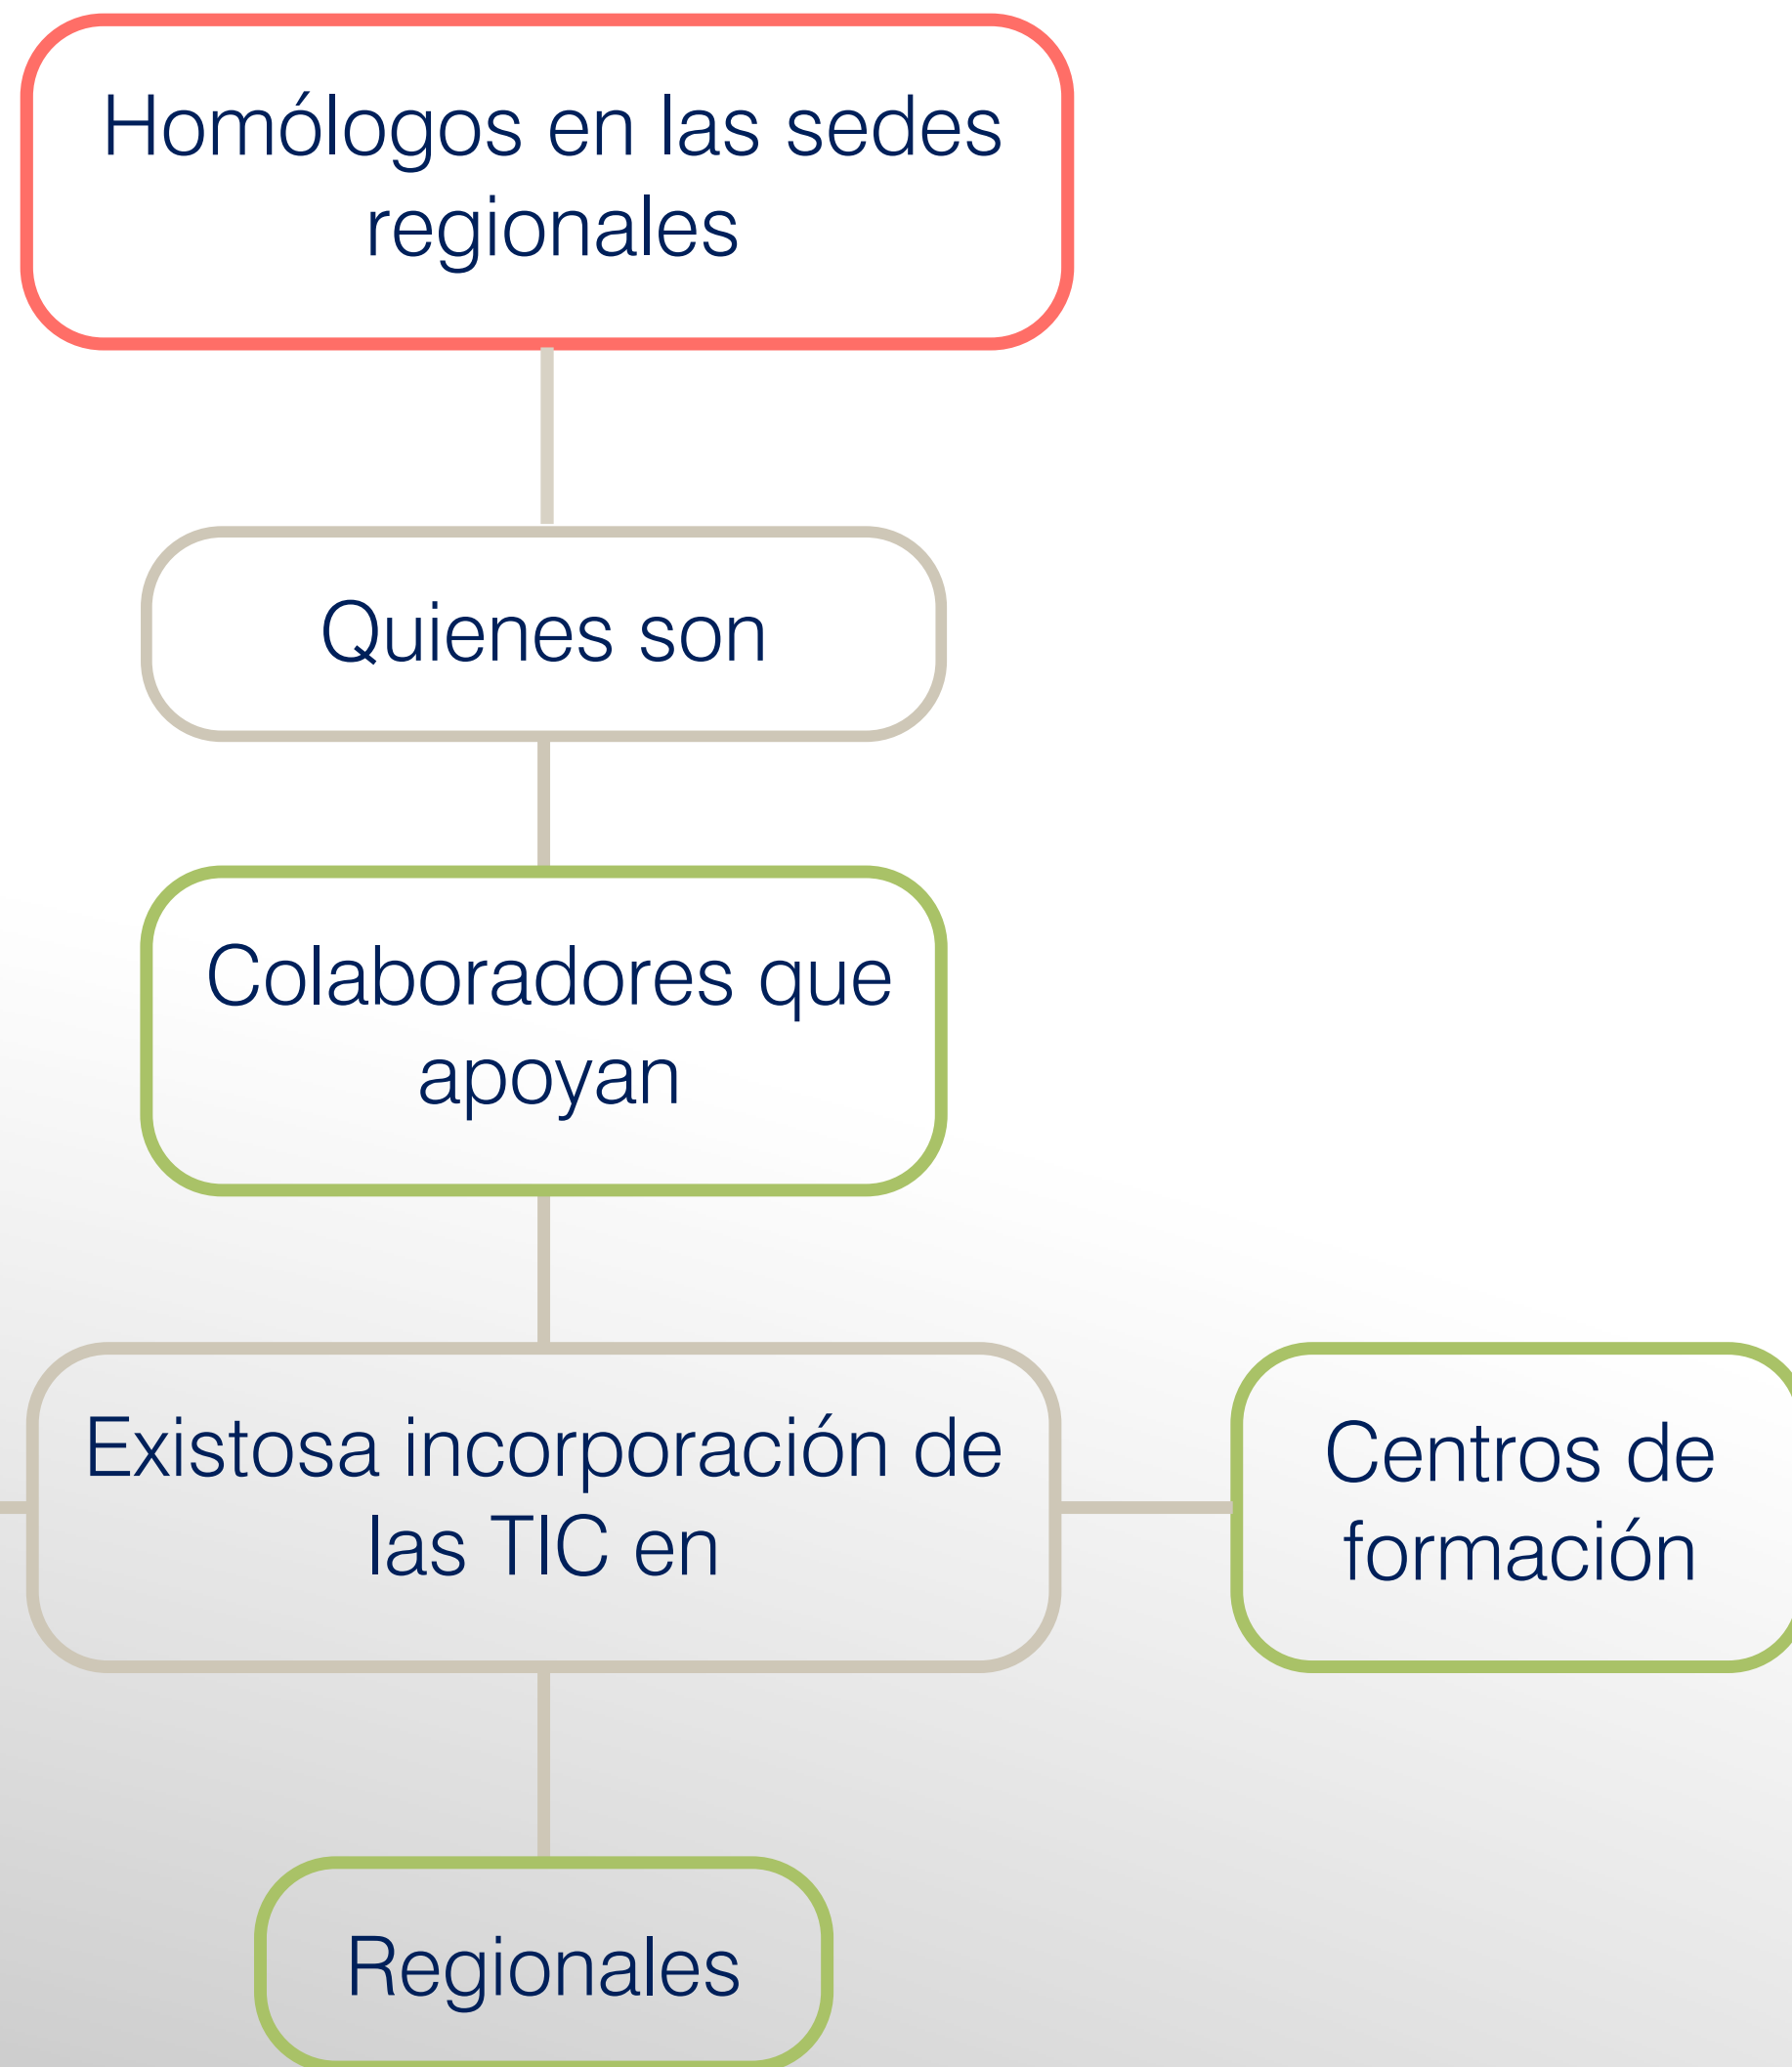 Homólogos en las sedes
regionales
Quienes son
Colaboradores que
apoyan
Existosa incorporación de
las TIC en
Centros de
formación
Regionales